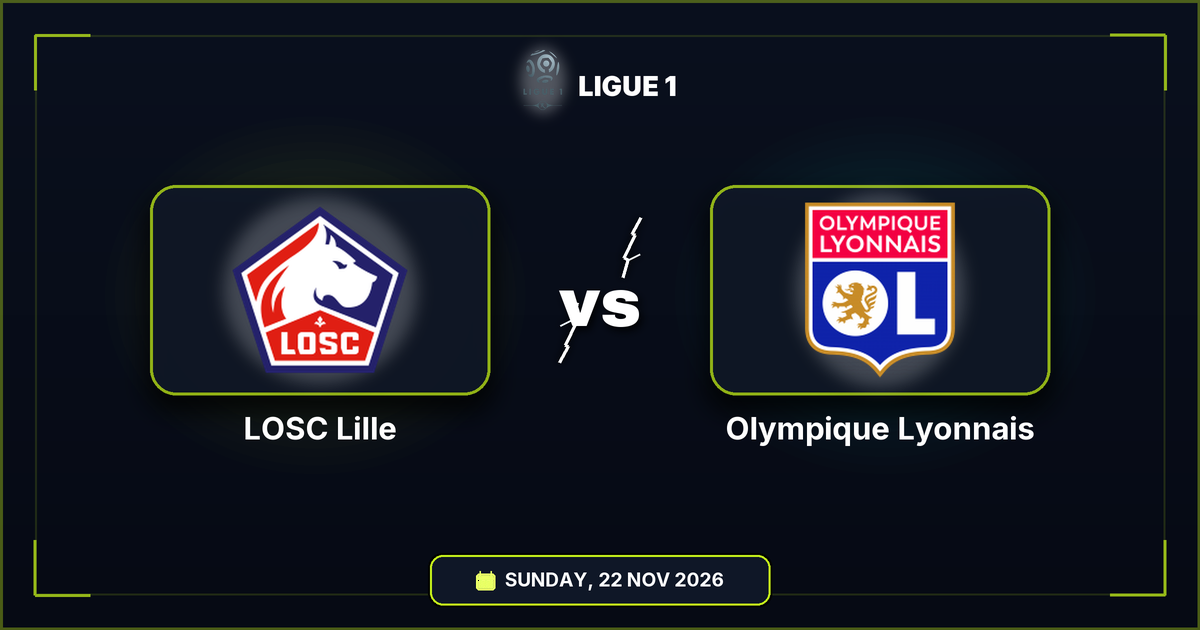 LIGUE 1
OLYMPIQUE
LYONNAIS
OL
LOSC
vs
LOSC Lille
Olympique Lyonnais
SUNDAY, 22 NOV 2026